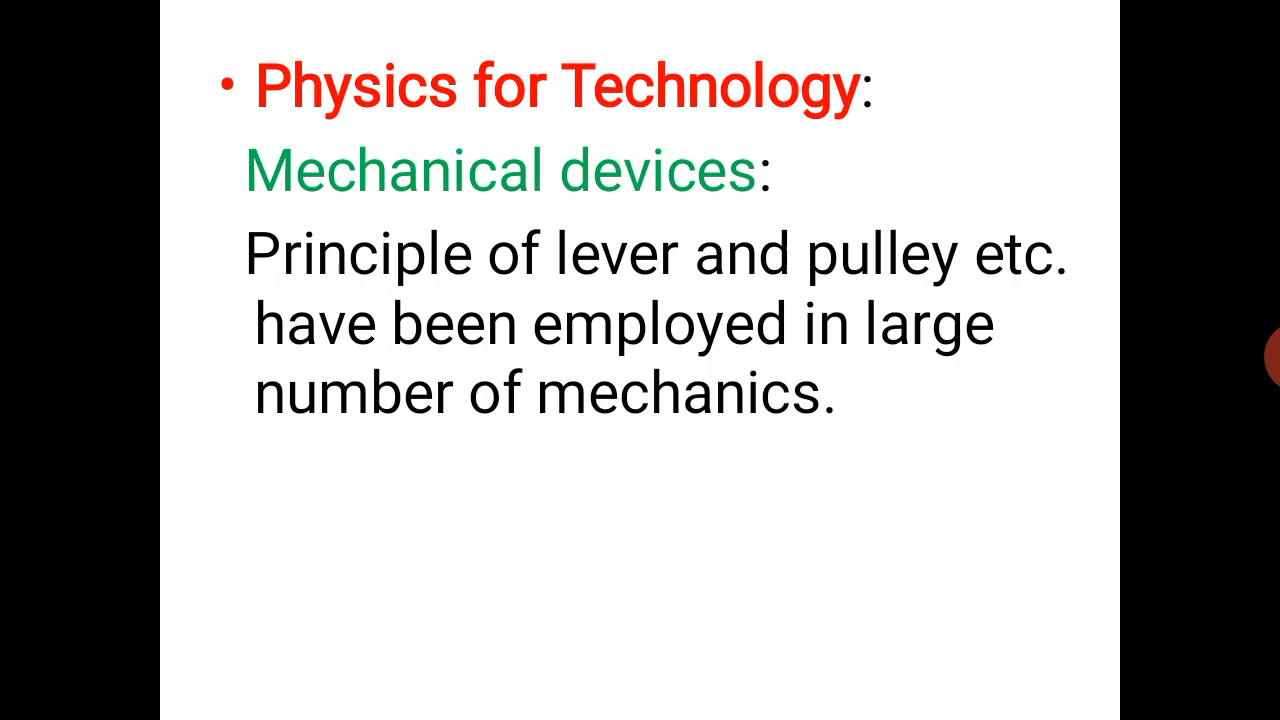 • Physics for Technology:
Mechanical devices:
Principle of lever and pulley etc.
have been employed in large
number of mechanics.